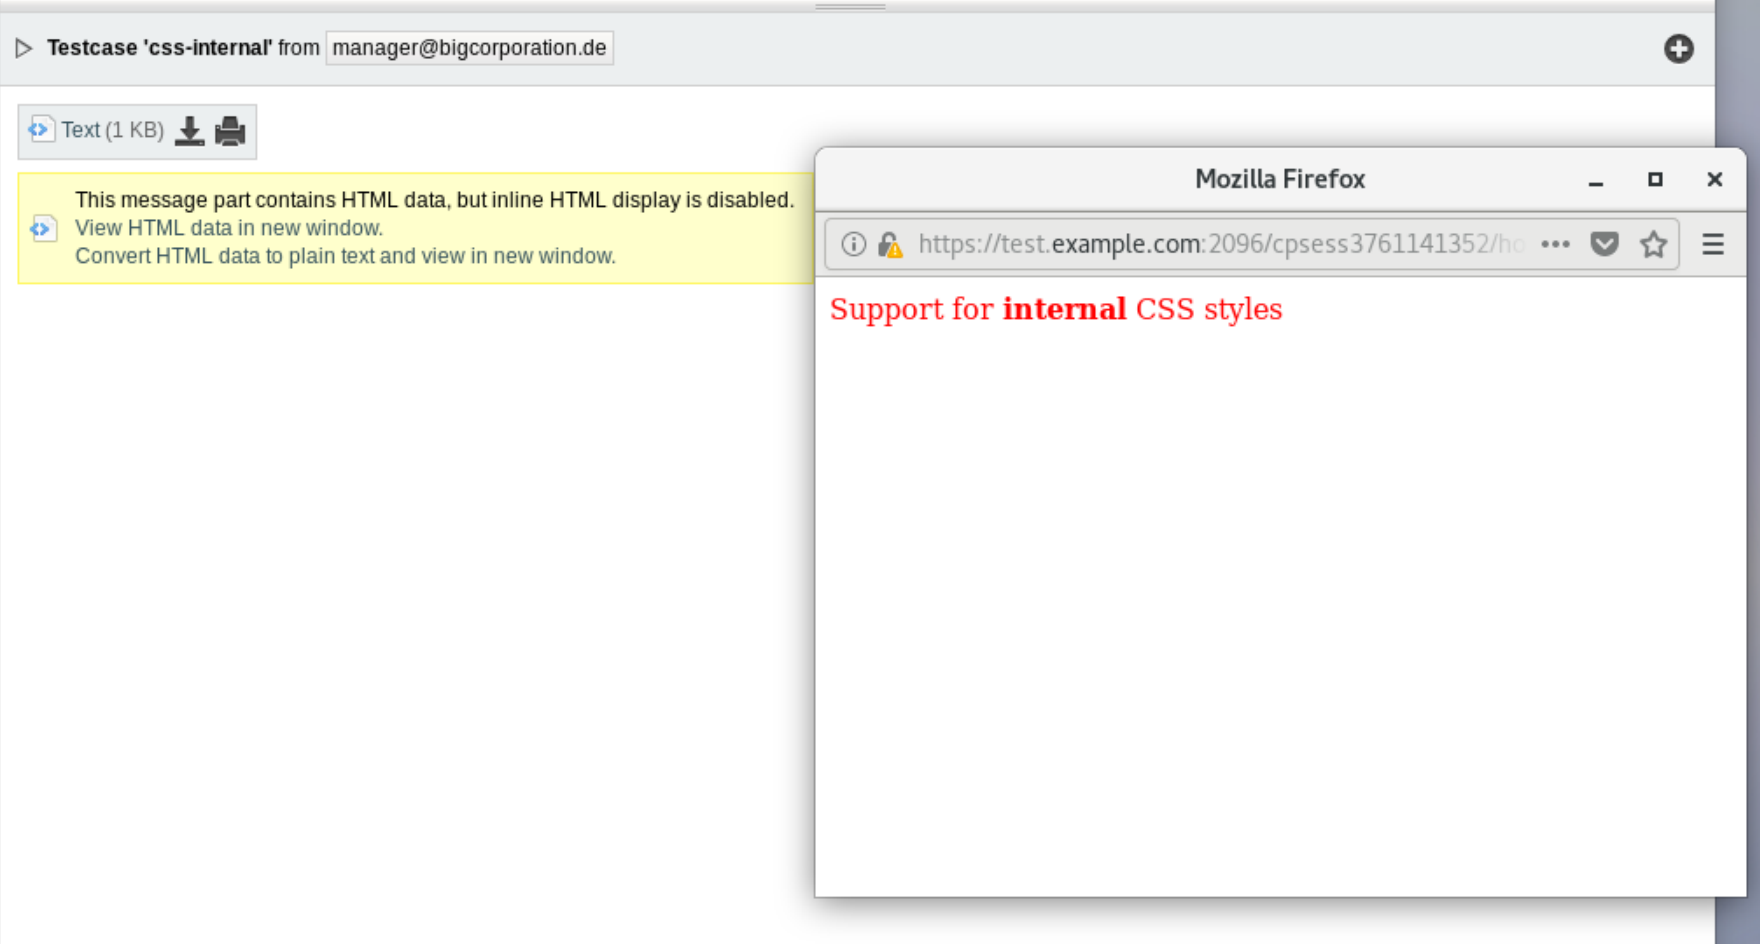 Testcase 'css-internal' from manager@bigcorporation.de
Text (1 KB)
This message part contains HTML data, but inline HTML display is disabled.
View HTML data in new window.
Convert HTML data to plain text and view in new window.
Mozilla Firefox
https://test.example.com:2096/cpsess3761141352/ho
Support for internal CSS styles